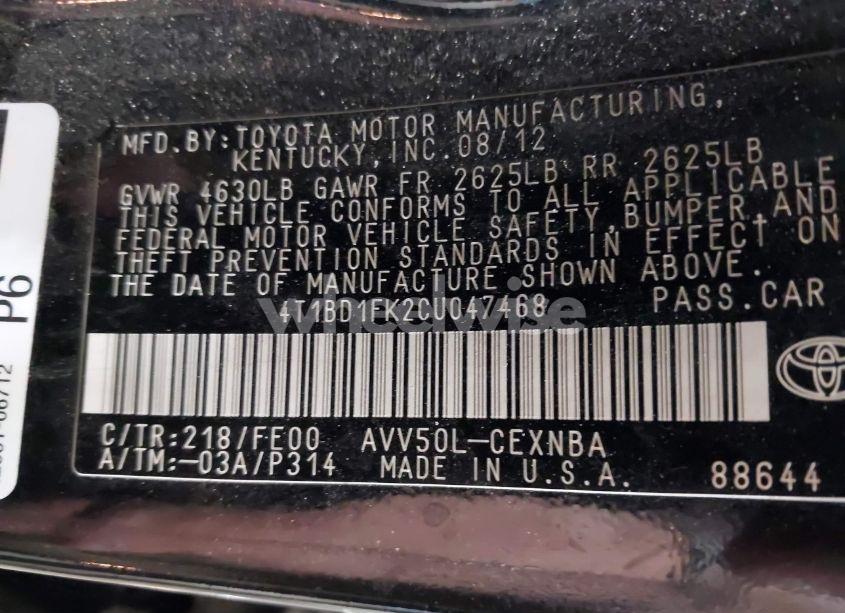 MFD.BY:TOYOTA MOTOR MANUFACTURING,
KENTUCKY,INC.08/12
GVWR 4630LB GAWR FR 2625LB RR 2625LB
THIS VEHICLE CONFORMS TO ALL APPLICABLE
FEDERAL MOTOR VEHICLE SAFETY,BUMPER,AND
THEFT PREVENTION STANDARDS IN EFFECT ON
THE DATE OF MANUFACTURE SHOWN ABOVE.
4T1BD1FK2CU047468 PASS.CAR
wheelwise
C/TR:218/FE00 AVV50L-CEXNBA
A/TM:-03A/P314 MADE IN U.S.A. 88644
P6